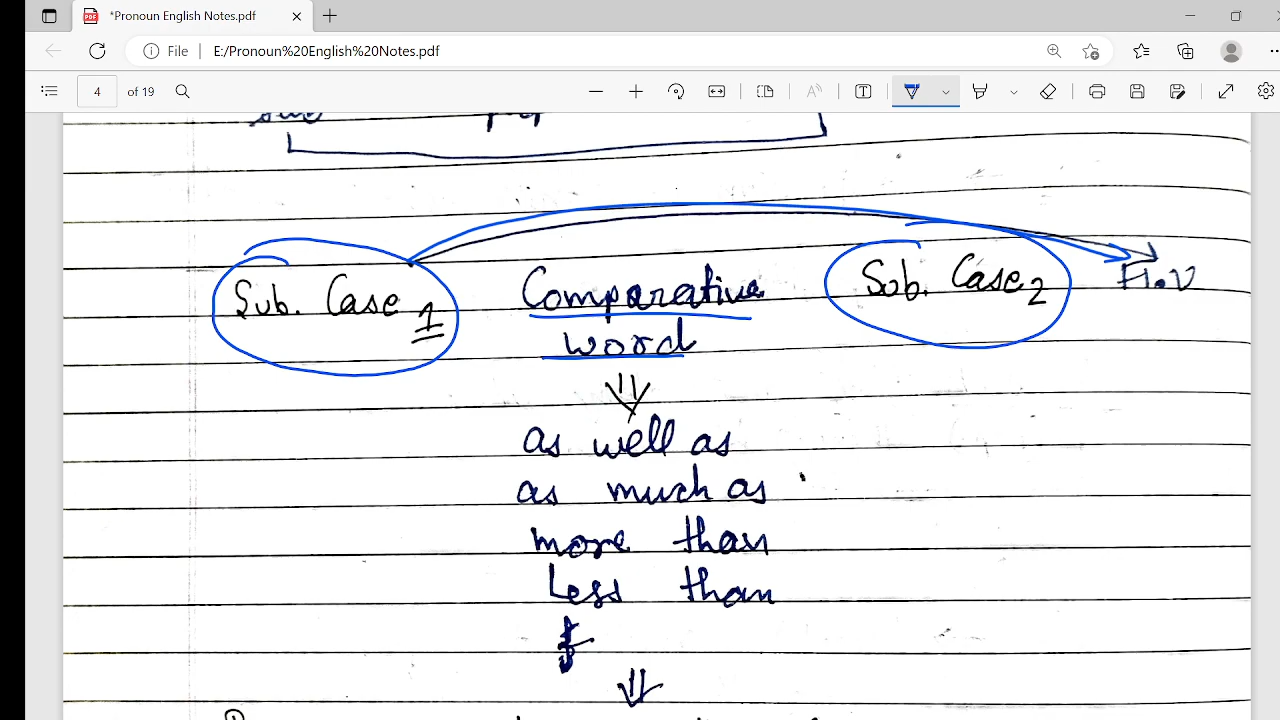 *Pronoun English Notes.pdf
File E:/Pronoun%20English%20Notes.pdf
4 of 19
Sub. Case 1 Comparative Sub. Case 2 H.V
word
as well as
as much as
more than
Less than